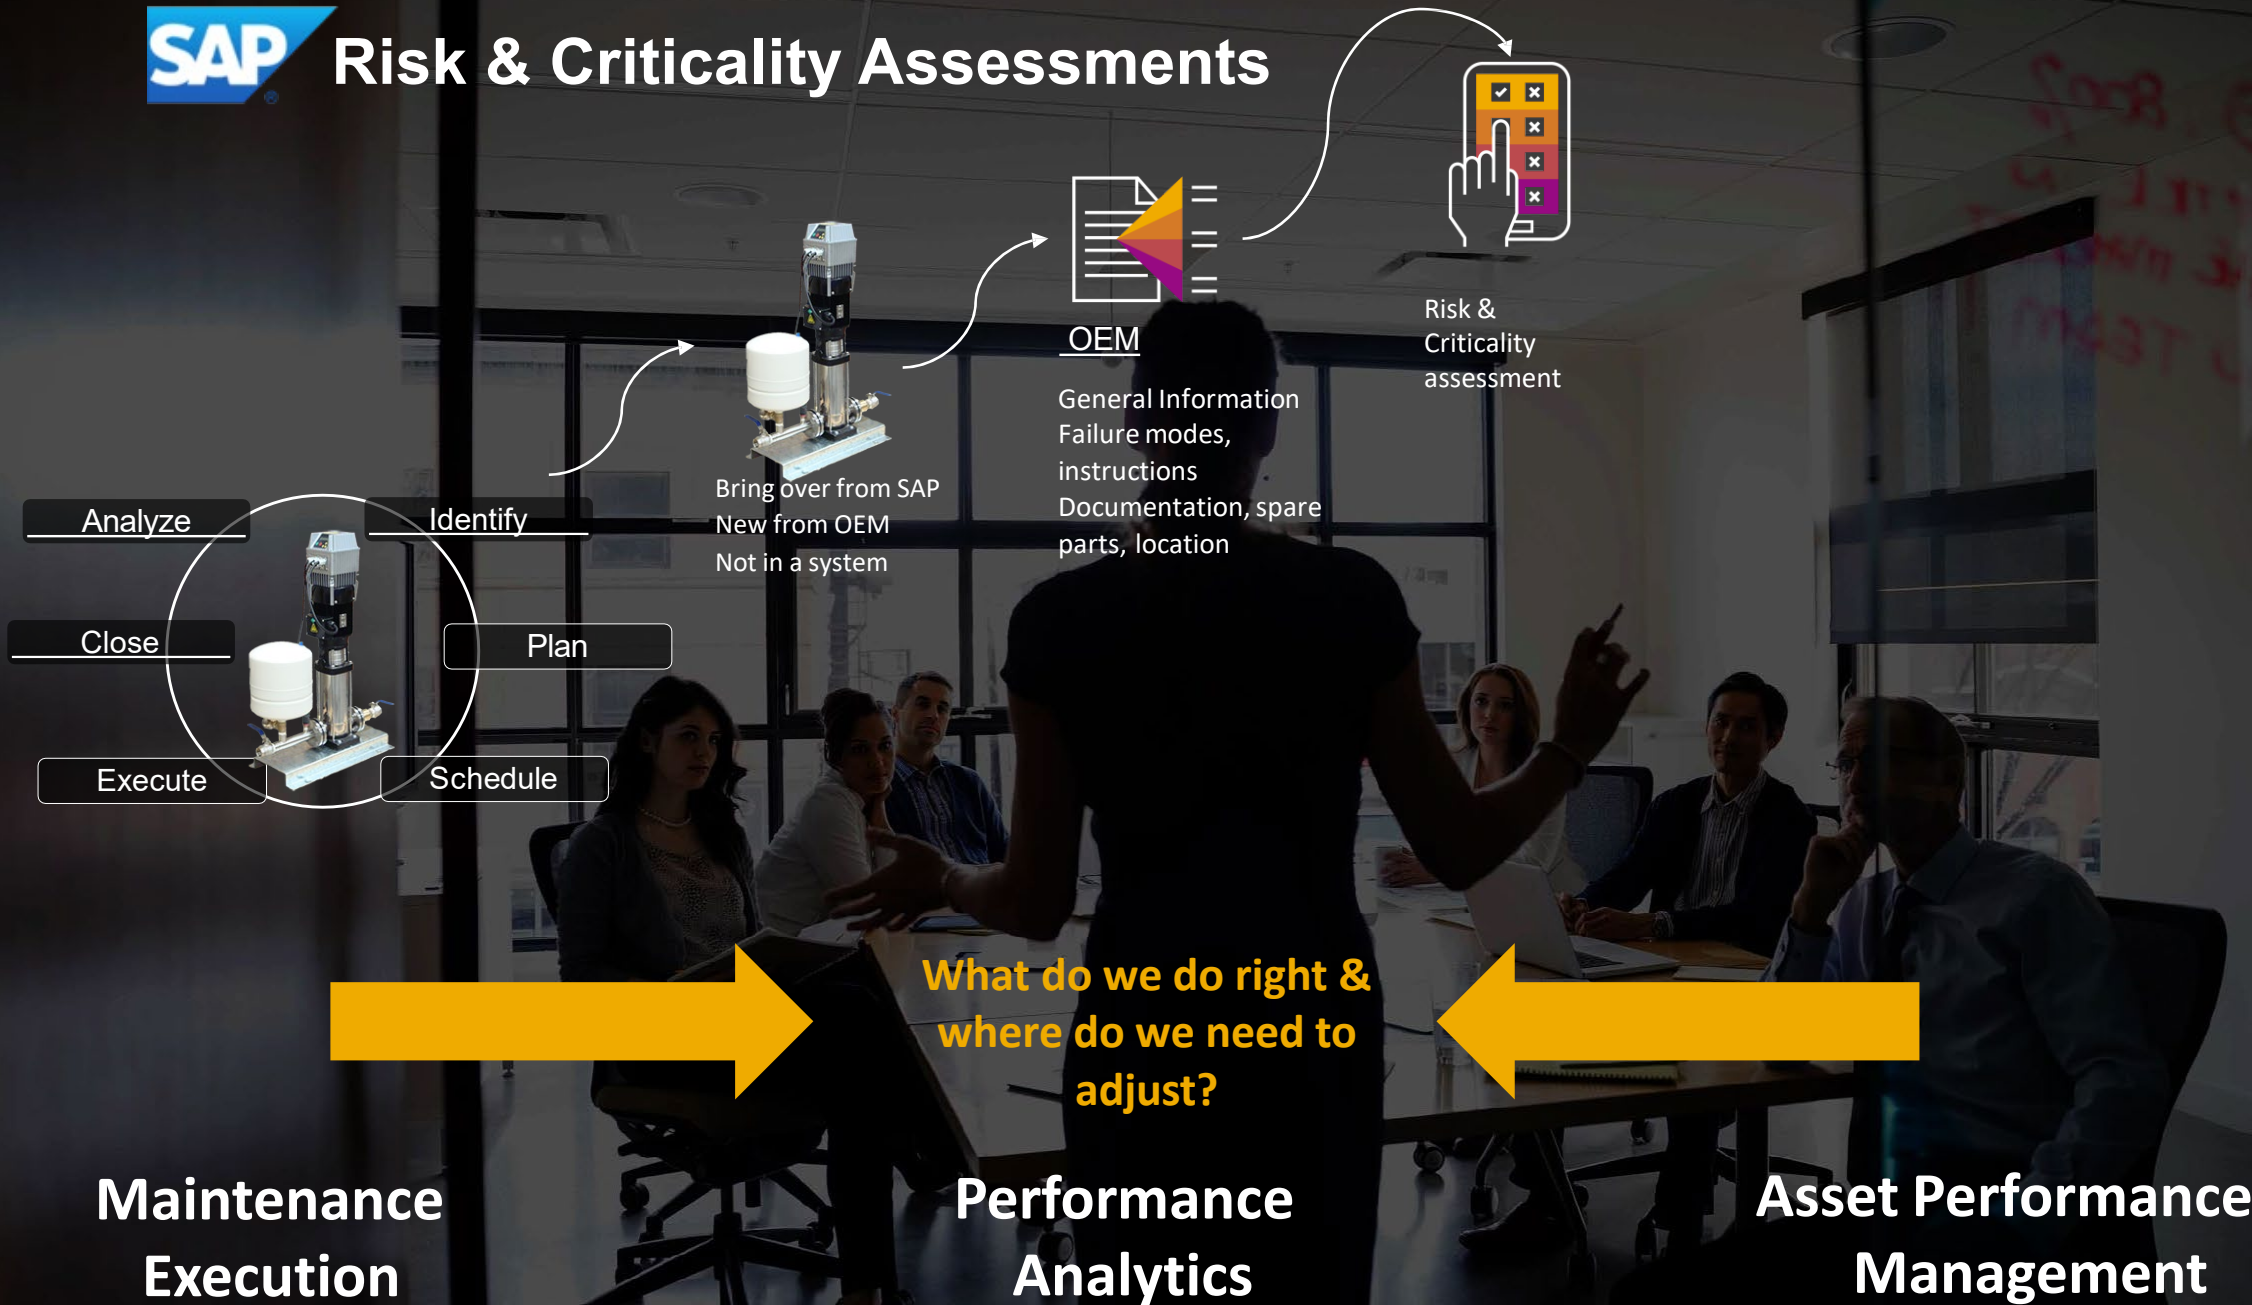 SAP
Risk & Criticality Assessments
OEM
General Information
Failure modes,
instructions
Documentation, spare
parts, location
Risk &
Criticality
assessment
Bring over from SAP
New from OEM
Not in a system
Analyze
Identify
Close
Plan
Execute
Schedule
What do we do right &
where do we need to
adjust?
Maintenance
Execution
Performance
Analytics
Asset Performance
Management